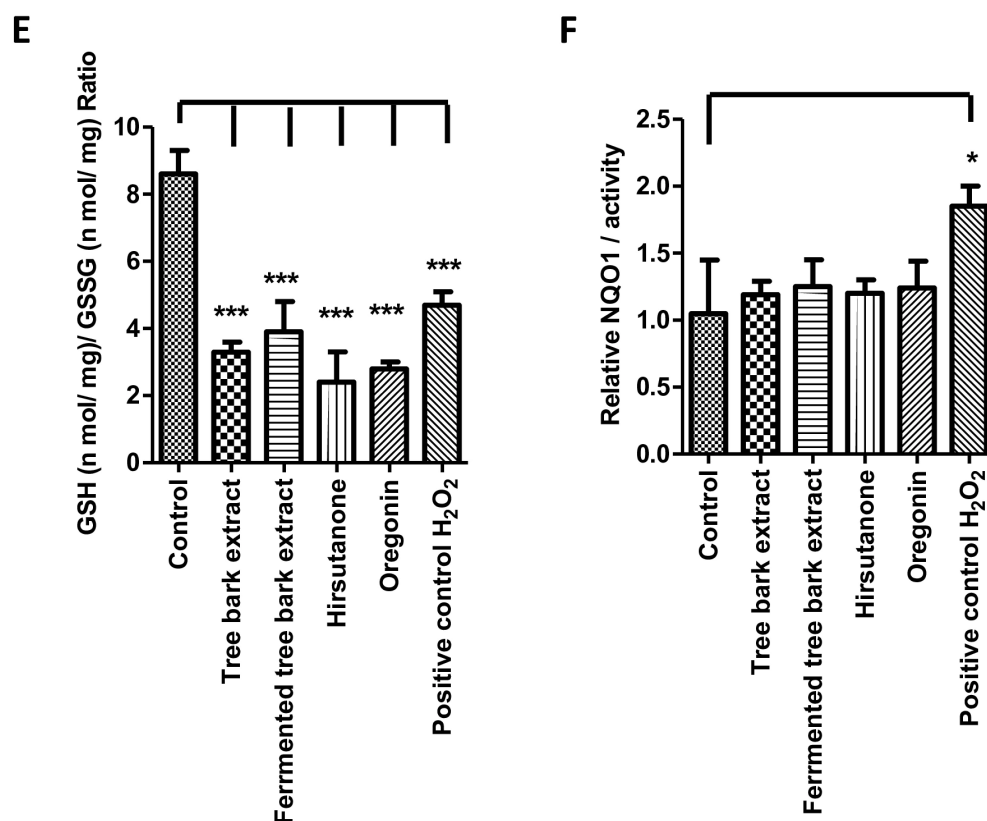 E
GSH (n mol/ mg)/ GSSG (n mol/ mg) Ratio
10
8
6
4
2
0
***
***
***
***
***
Control
Tree bark extract
Ferrmented tree bark extract
Hirsutanone
Oregonin
Positive control H₂O₂
F
Relative NQO1 / activity
2.5
2.0
1.5
1.0
0.5
0.0
*
Control
Tree bark extract
Ferrmented tree bark extract
Hirsutanone
Oregonin
Positive control H₂O₂